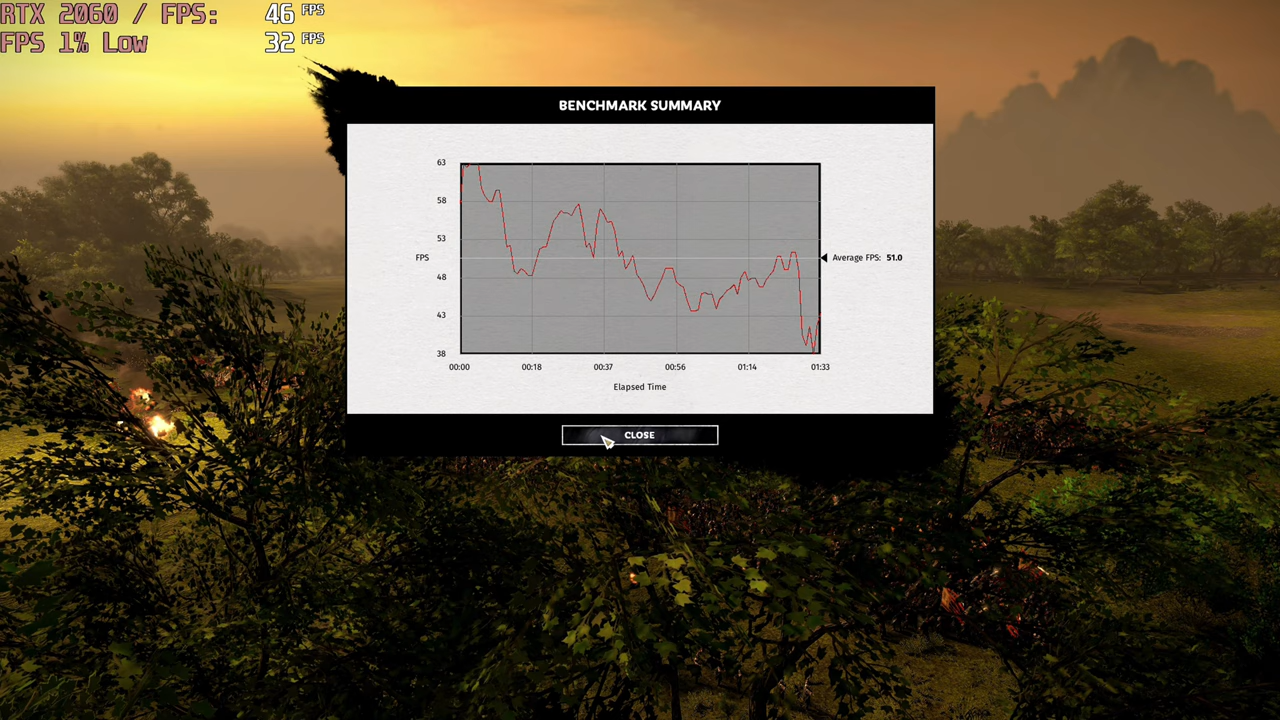 RTX 2060 / FPS: 46 FPS
FPS 1% Low 32 FPS
BENCHMARK SUMMARY
63
58
53
FPS
Average FPS: 51.0
48
43
38
00:00 00:18 00:37 00:56 01:14 01:33
Elapsed Time
CLOSE